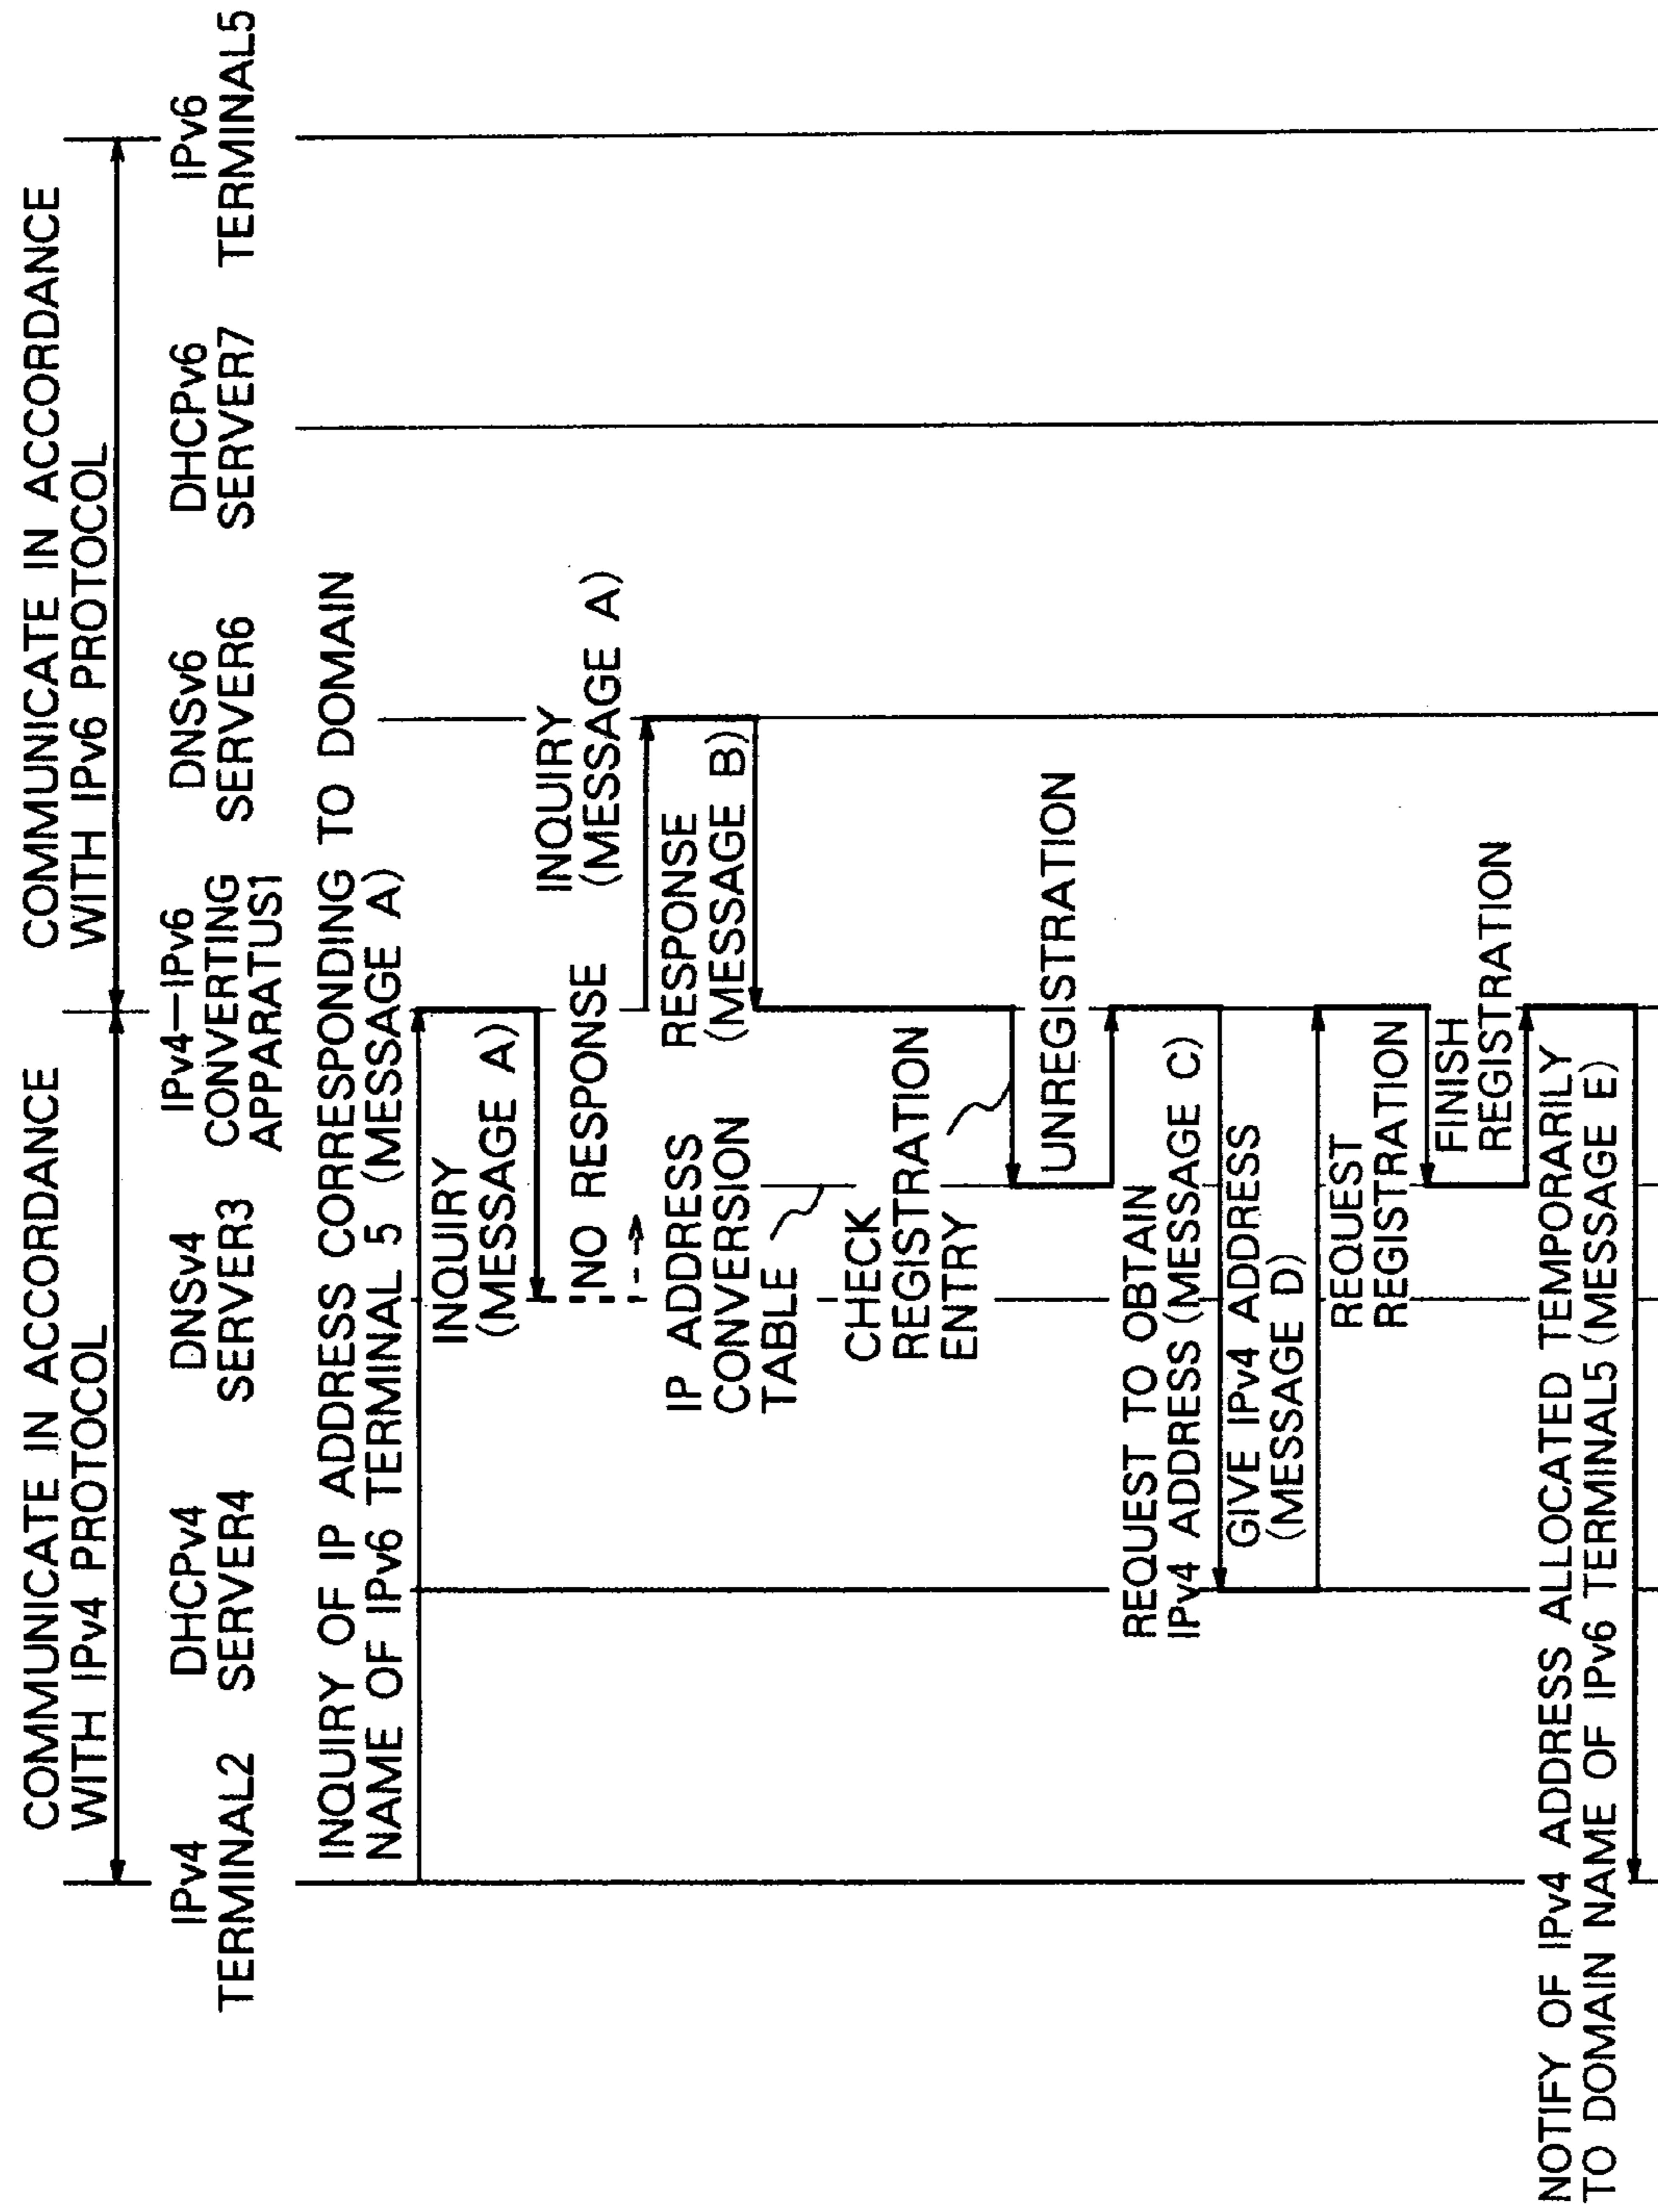 COMMUNICATE IN ACCORDANCE
WITH IPv4 PROTOCOL
COMMUNICATE IN ACCORDANCE
WITH IPv6 PROTOCOL
IPv4
TERMINAL2
DHCPv4
SERVER4
DNSv4
SERVER3
IPv4—IPv6
CONVERTING
APPARATUS1
DNSv6
SERVER6
DHCPv6
SERVER7
IPv6
TERMINAL5
INQUIRY OF IP ADDRESS CORRESPONDING TO DOMAIN
NAME OF IPv6 TERMINAL 5 (MESSAGE A)
INQUIRY
(MESSAGE A)
NO RESPONSE
INQUIRY
(MESSAGE A)
RESPONSE
(MESSAGE B)
IP ADDRESS
CONVERSION
TABLE
CHECK
REGISTRATION
ENTRY
UNREGISTRATION
REQUEST TO OBTAIN
IPv4 ADDRESS (MESSAGE C)
GIVE IPv4 ADDRESS
(MESSAGE D)
REQUEST
REGISTRATION
FINISH
REGISTRATION
NOTIFY OF IPv4 ADDRESS ALLOCATED TEMPORARILY
TO DOMAIN NAME OF IPv6 TERMINAL5 (MESSAGE E)